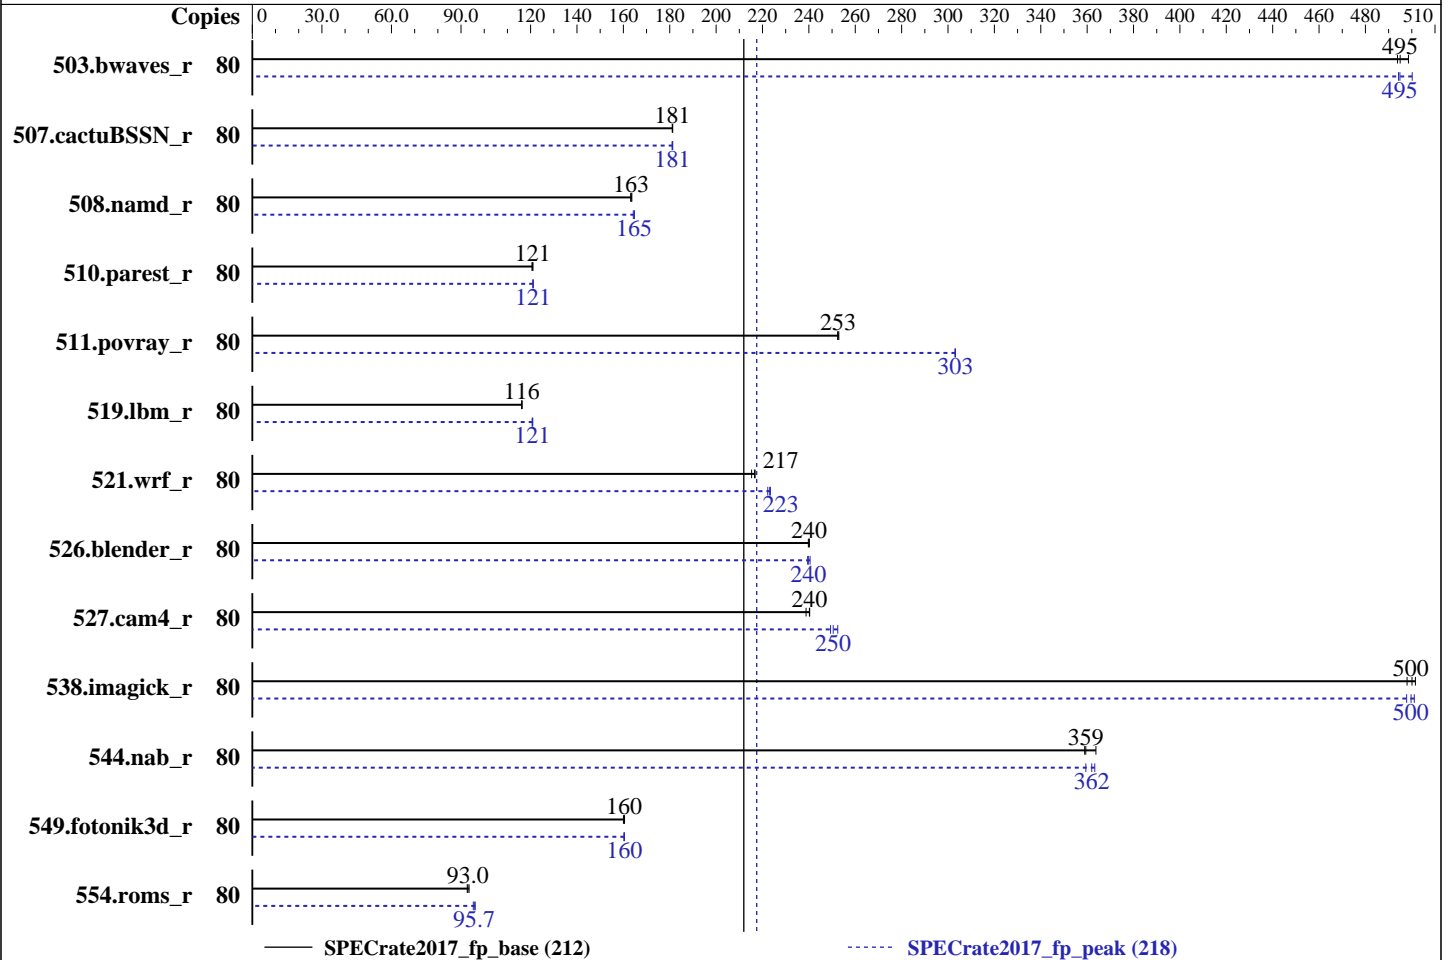 Copies 0 30.0 60.0 90.0 120 140 160 180 200 220 240 260 280 300 320 340 360 380 400 420 440 460 480 510
503.bwaves_r 80 495
495
507.cactuBSSN_r 80 181
181
508.namd_r 80 163
165
510.parest_r 80 121
121
511.povray_r 80 253
303
519.lbm_r 80 116
121
521.wrf_r 80 217
223
526.blender_r 80 240
240
527.cam4_r 80 240
250
538.imagick_r 80 500
500
544.nab_r 80 359
362
549.fotonik3d_r 80 160
160
554.roms_r 80 93.0
95.7
SPECrate2017_fp_base (212) SPECrate2017_fp_peak (218)